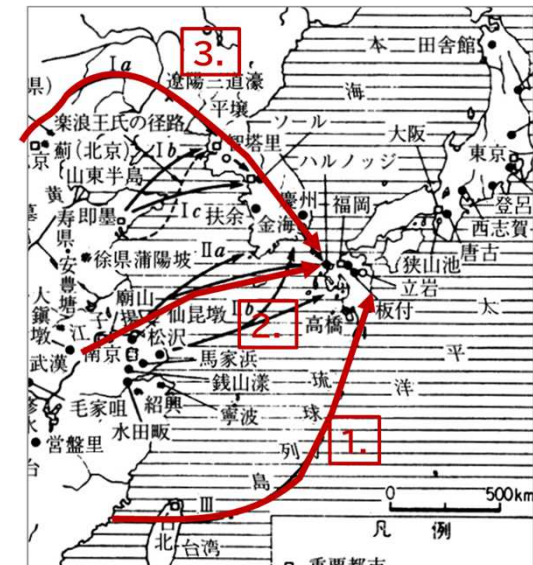 3.
Ⅰa
遼陽三道濠
本
田舎館
県)
平壌
海
楽浪王氏の径路
ソール
大阪
京
薊(北京)
Ⅰb
智塔里
ハルノッジ
東京
山東半島
慶州
福岡
黄
即墨
Ⅰc
扶余
登呂
墓
寿県・安豊塘
金海
西志賀
Ⅱa
唐古
徐県蒲陽坡
狭山池
大鎮墩
廟山
立岩
太
江
仙昆墩
Ⅱb
2.
板付
松沢
高橋
平
武漢
南京
馬家浜
琉
洋
銭山漾
球
1.
毛家咀
紹興
寧波
列
水田畈
常盤里
島
0
500km
台
Ⅲ
凡例
台北
台湾
重要都市